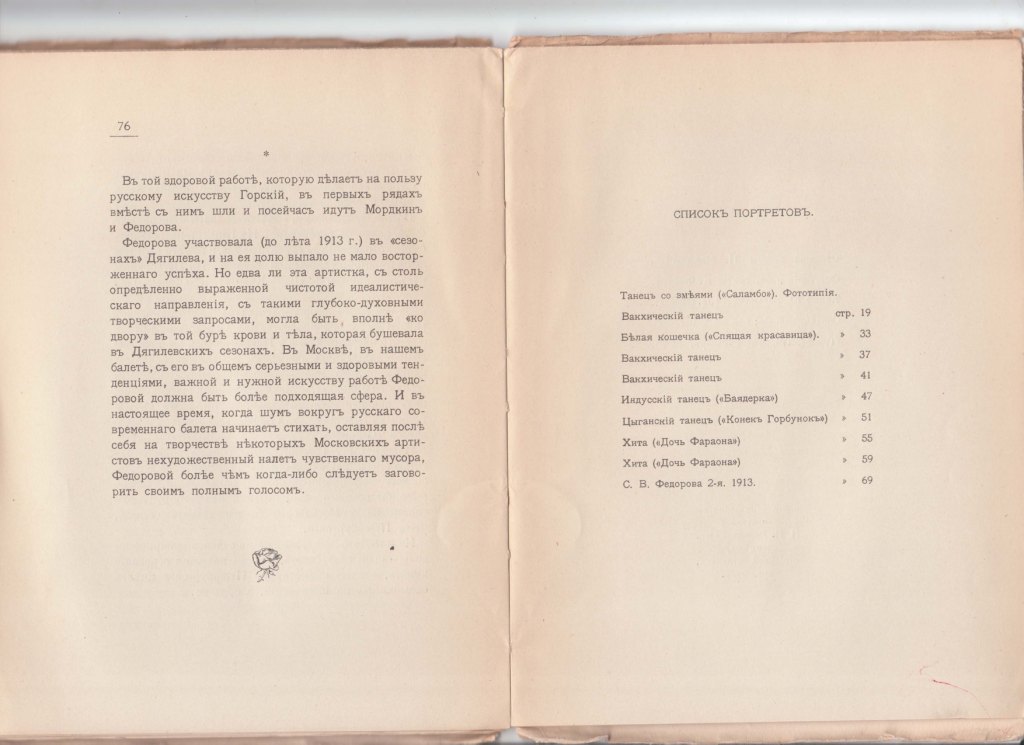 76
*
Въ той здоровой работѣ, которую дѣлаетъ на пользу
русскому искусству Горскій, въ первыхъ рядахъ
вмѣстѣ съ нимъ шли и посейчасъ идутъ Мордкинъ
и Федорова.
Федорова участвовала (до лѣта 1913 г.) въ «сезо-
нахъ» Дягилева, и на ея долю выпало не мало востор-
женнаго успѣха. Но едва ли эта артистка, съ столь
опредѣленно выраженной чистотой идеалистиче-
скаго направленія, съ такими глубоко-духовными
творческими запросами, могла быть вполнѣ «ко
двору» въ той бурѣ крови и тѣла, которая бушевала
въ Дягилевскихъ сезонахъ. Въ Москвѣ, въ нашемъ
балетѣ, съ его въ общемъ серьезными и здоровыми тен-
денціями, важной и нужной искусству работѣ Федо-
ровой должна быть болѣе подходящая сфера. И въ
настоящее время, когда шумъ вокругъ русскаго со-
временнаго балета начинаетъ стихать, оставляя послѣ
себя на творчествѣ нѣкоторыхъ Московскихъ арти-
стовъ нехудожественный налетъ чувственнаго мусора,
Федоровой болѣе чѣмъ когда-либо слѣдуетъ загово-
рить своимъ полнымъ голосомъ.
СПИСОКЪ ПОРТРЕТОВЪ.
Танецъ со змѣями («Саламбо»). Фототипія.
Вакхическій танецъ стр. 19
Бѣлая кошечка («Спящая красавица»). » 33
Вакхическій танецъ » 37
Вакхическій танецъ » 41
Индусскій танецъ («Баядерка») » 47
Цыганскій танецъ («Конекъ Горбунокъ») » 51
Хита («Дочь Фараона») » 55
Хита («Дочь Фараона») » 59
С. В. Федорова 2-я. 1913. » 69